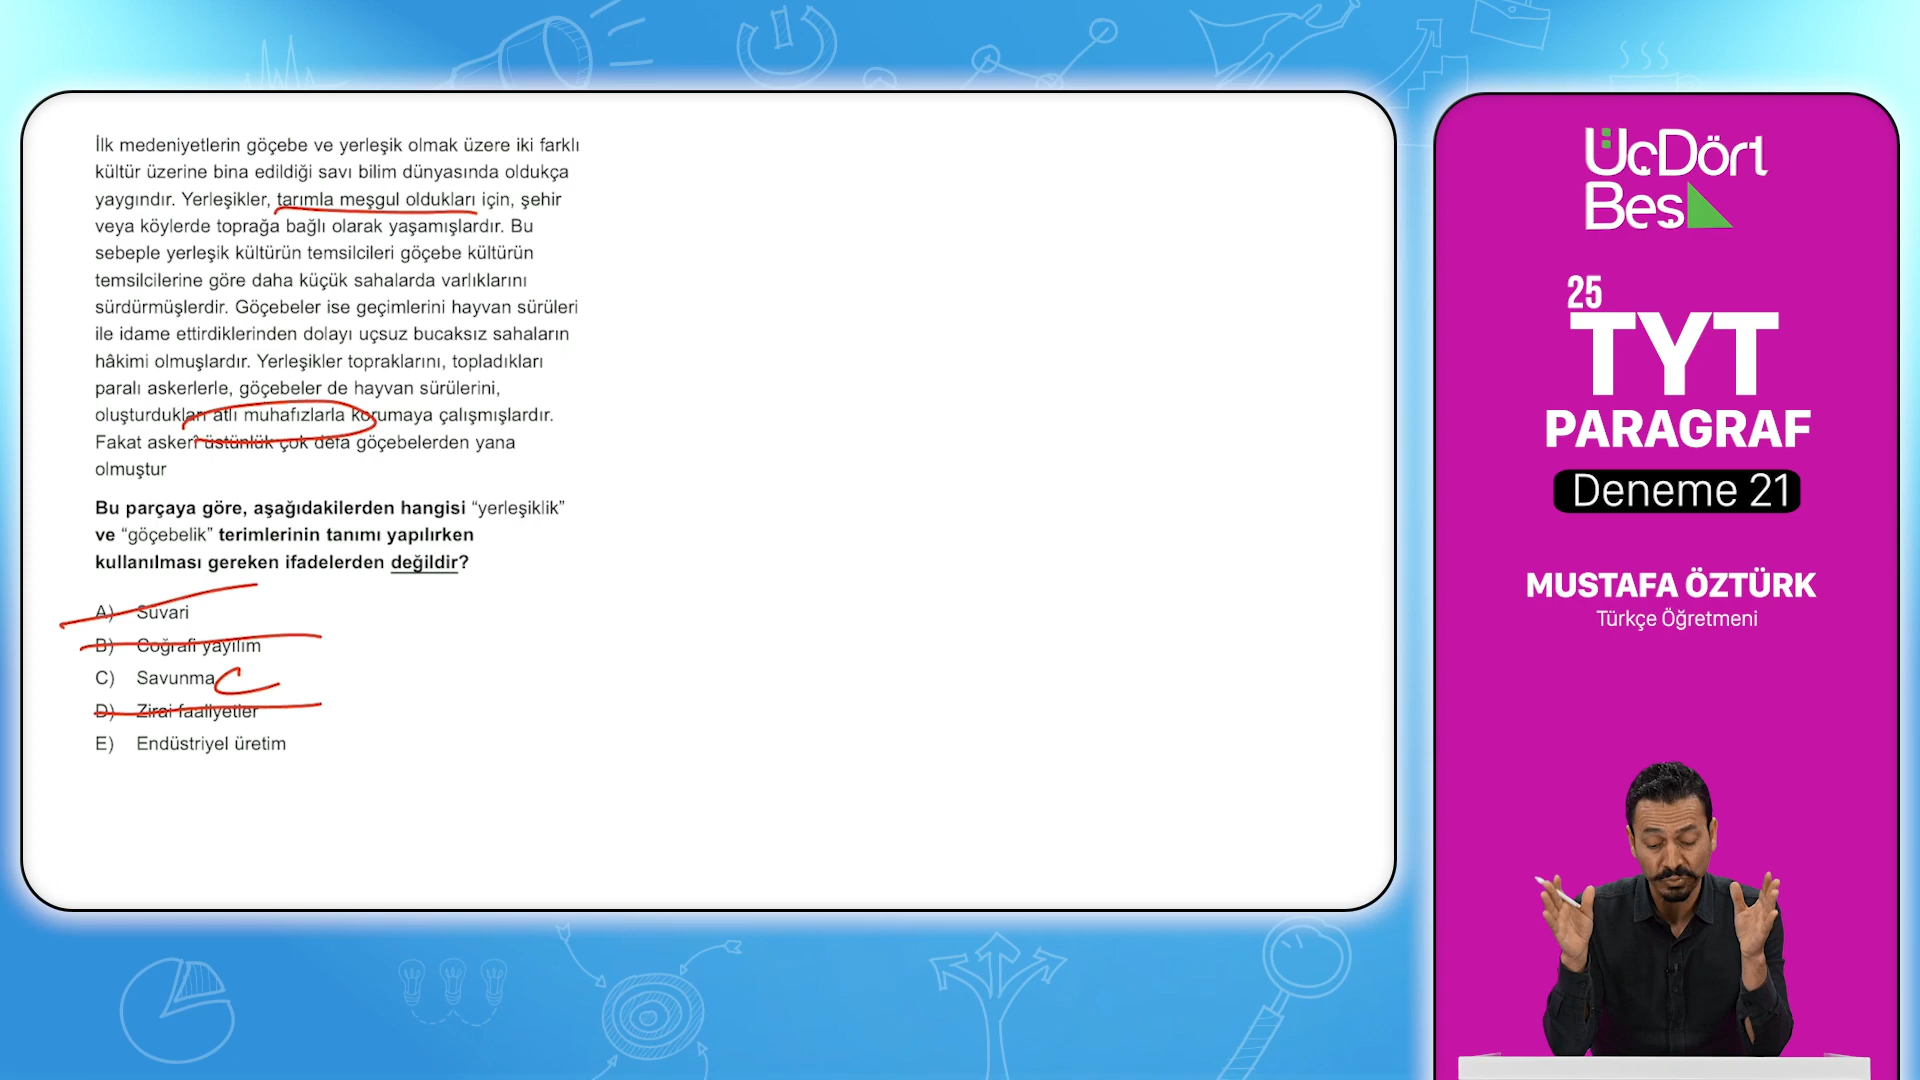 İlk medeniyetlerin göçebe ve yerleşik olmak üzere iki farklı
kültür üzerine bina edildiği savı bilim dünyasında oldukça
yaygındır. Yerleşikler, tarımla meşgul oldukları için, şehir
veya köylerde toprağa bağlı olarak yaşamışlardır. Bu
sebeple yerleşik kültürün temsilcileri göçebe kültürün
temsilcilerine göre daha küçük sahalarda varlıklarını
sürdürmüşlerdir. Göçebeler ise geçimlerini hayvan sürüleri
ile idame ettirdiklerinden dolayı uçsuz bucaksız sahaların
hâkimi olmuşlardır. Yerleşikler topraklarını, topladıkları
paralı askerlerle, göçebeler de hayvan sürülerini,
oluşturdukları atlı muhafızlarla korumaya çalışmışlardır.
Fakat askerî üstünlük çok defa göçebelerden yana
olmuştur
Bu parçaya göre, aşağıdakilerden hangisi “yerleşiklik”
ve “göçebelik” terimlerinin tanımı yapılırken
kullanılması gereken ifadelerden değildir?
A) Süvari
B) Coğrafi yayılım
C) Savunma
D) Zirai faaliyetler
E) Endüstriyel üretim
ÜçDört
Beş
25
TYT
PARAGRAF
Deneme 21
MUSTAFA ÖZTÜRK
Türkçe Öğretmeni